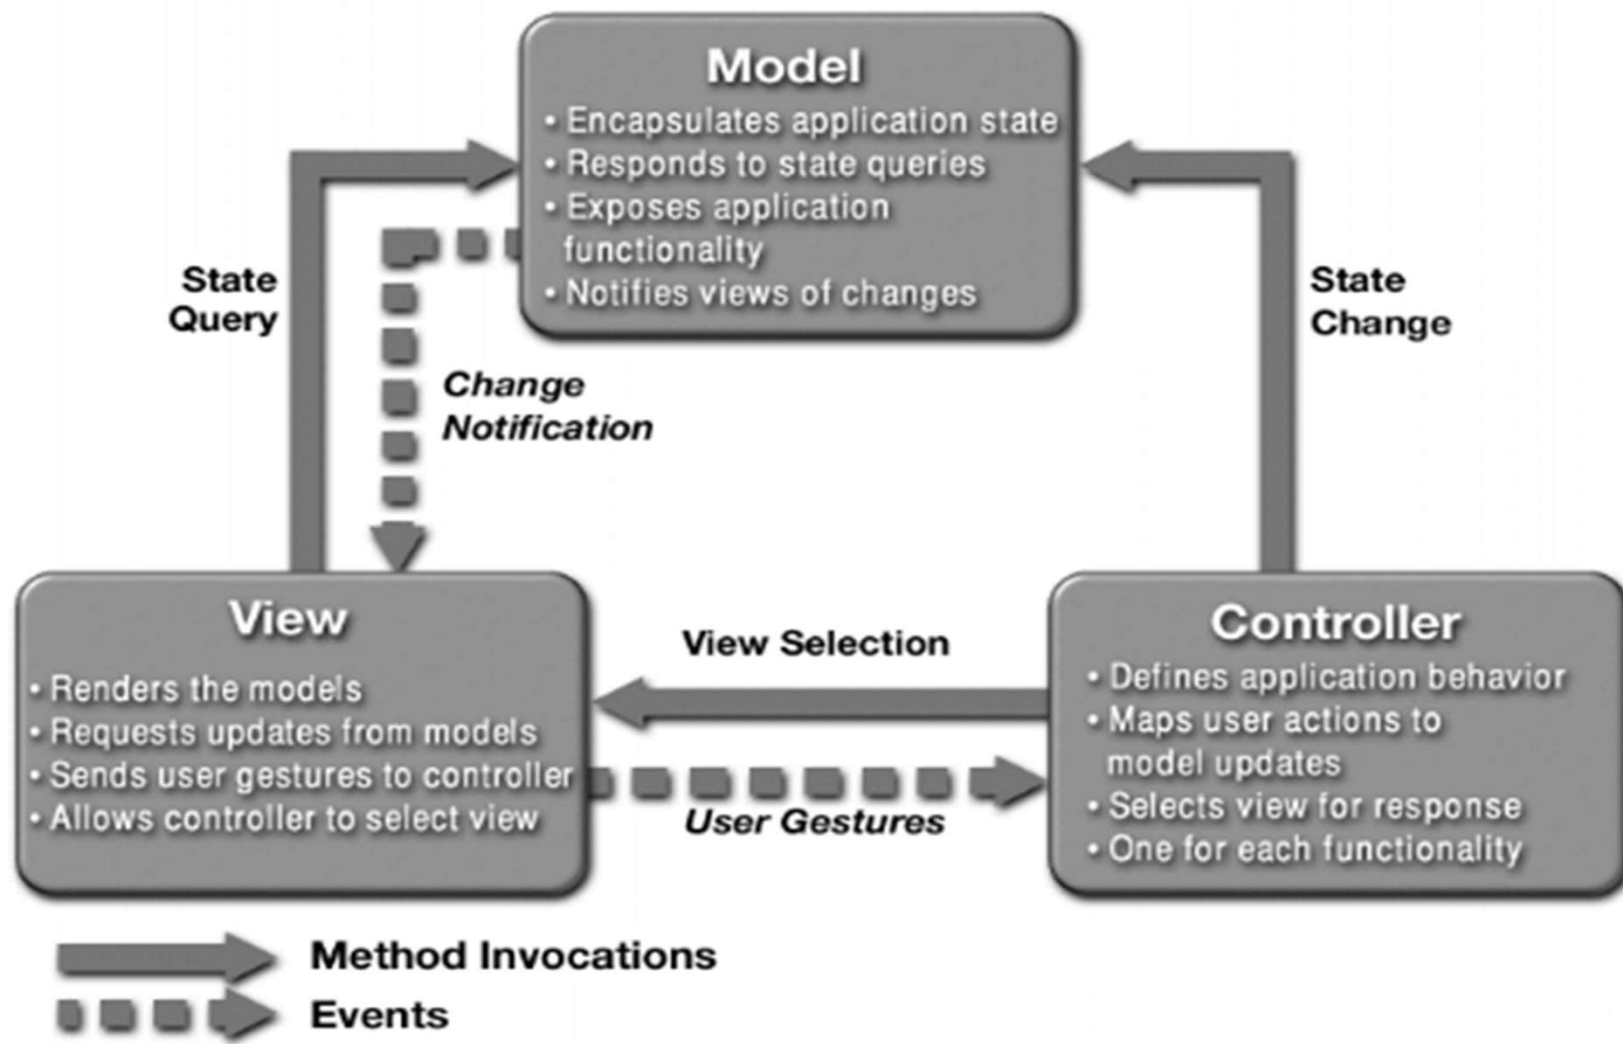 Model
• Encapsulates application state
• Responds to state queries
• Exposes application
functionality
• Notifies views of changes
State
Query
Change
Notification
State
Change
View
• Renders the models
• Requests updates from models
• Sends user gestures to controller
• Allows controller to select view
View Selection
User Gestures
Controller
• Defines application behavior
• Maps user actions to
model updates
• Selects view for response
• One for each functionality
Method Invocations
Events